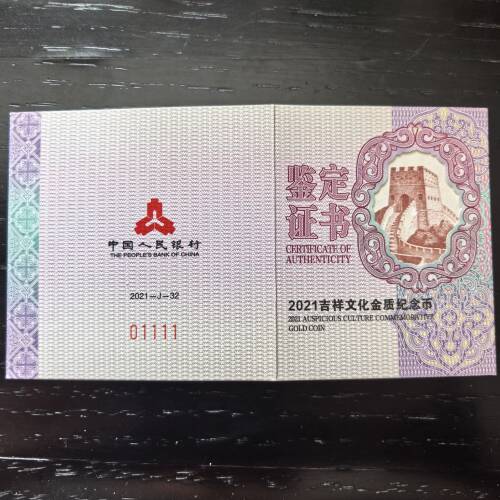 中国人民银行
THE PEOPLE'S BANK OF CHINA
2021-J-32
01111
鉴定
证书
CERTIFICATE OF
AUTHENTICITY
2021吉祥文化金质纪念币
2021 AUSPICIOUS CULTURE COMMEMORATIVE
GOLD COIN